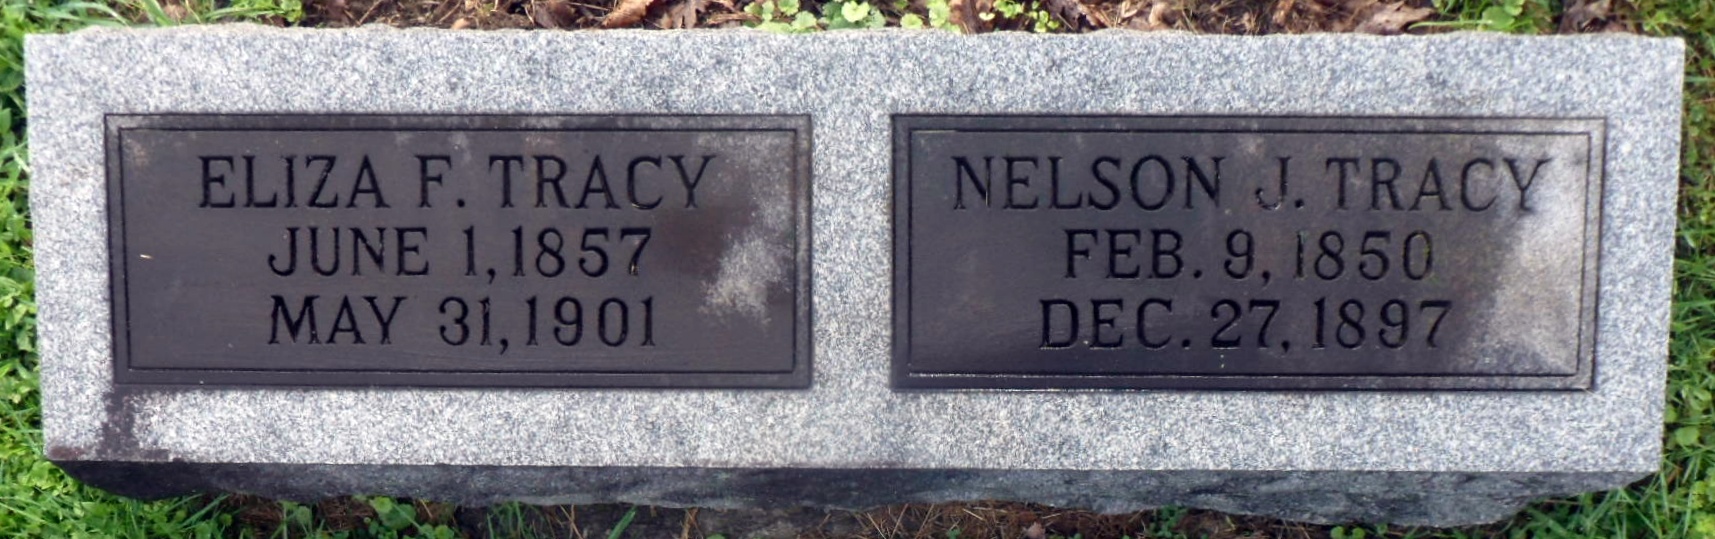 ELIZA F. TRACY
JUNE 1, 1857
MAY 31, 1901
NELSON J. TRACY
FEB. 9, 1850
DEC. 27, 1897